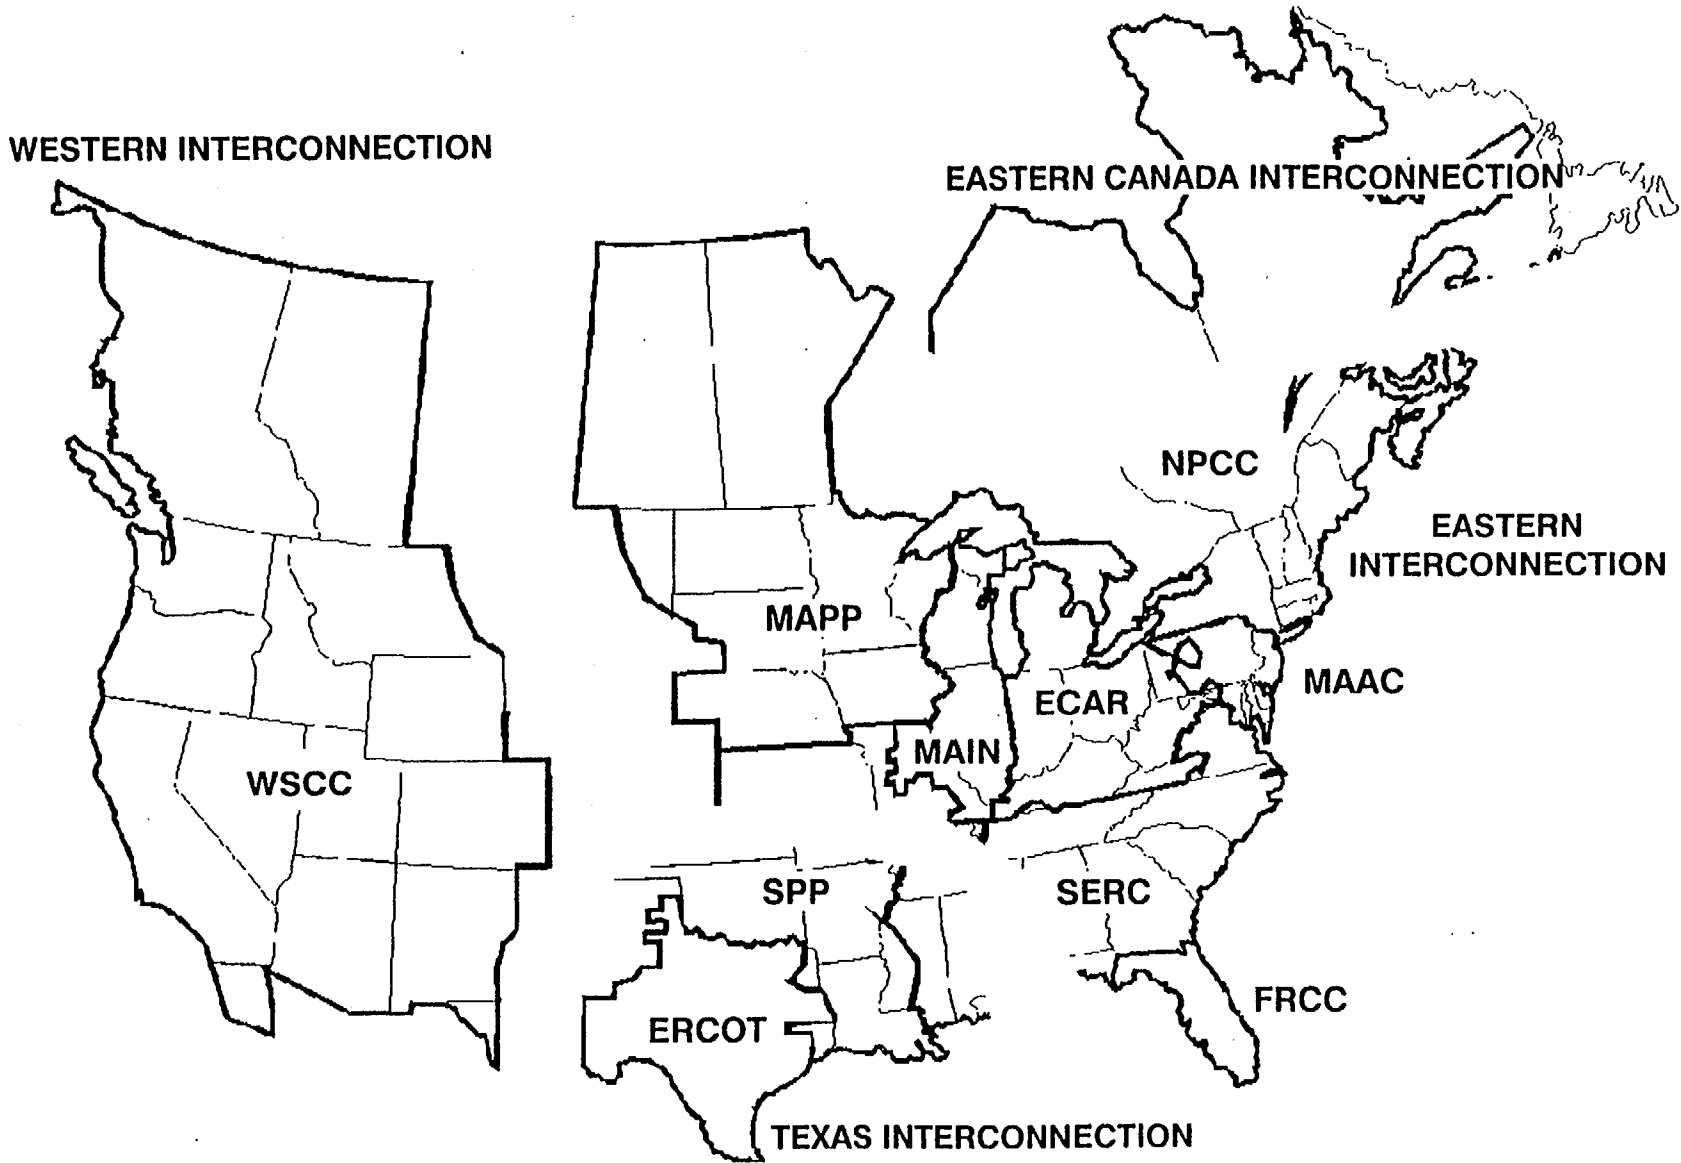 WESTERN INTERCONNECTION
EASTERN CANADA INTERCONNECTION
NPCC
EASTERN
INTERCONNECTION
MAPP
MAAC
ECAR
MAIN
WSCC
SPP
SERC
FRCC
ERCOT
TEXAS INTERCONNECTION